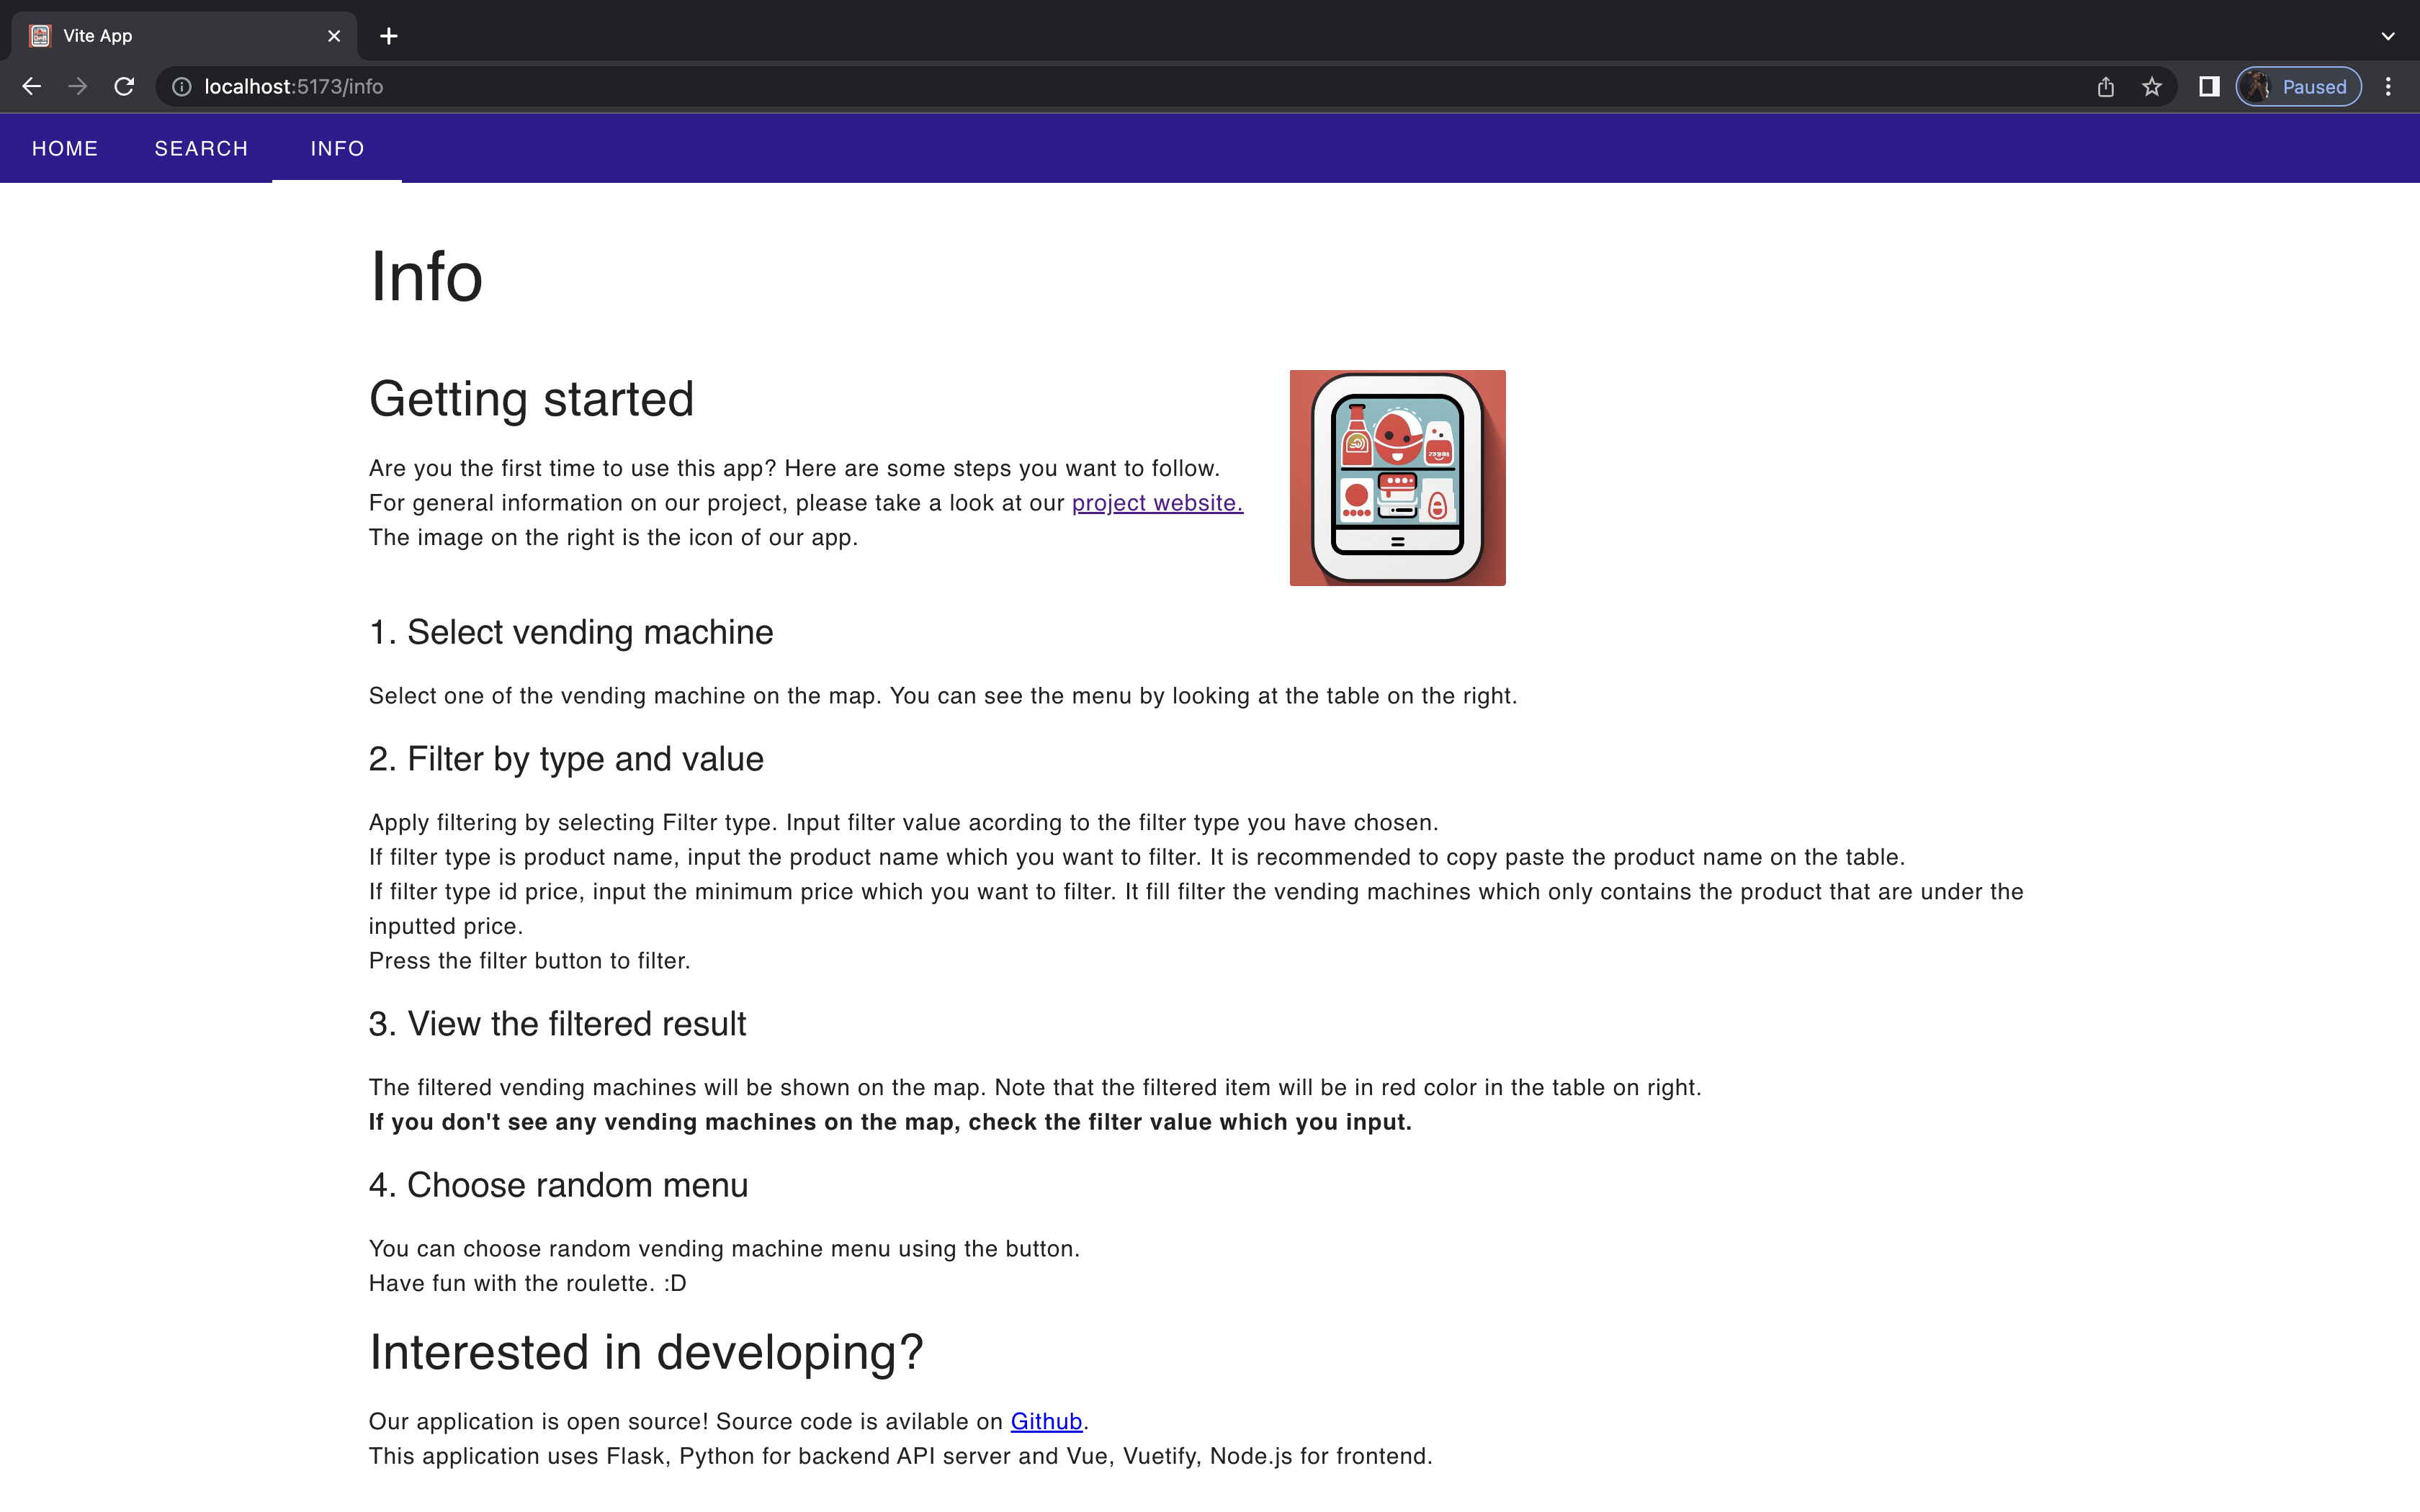 Vite App
localhost:5173/info
Paused
HOME SEARCH INFO
Info
Getting started
Are you the first time to use this app? Here are some steps you want to follow.
For general information on our project, please take a look at our project website.
The image on the right is the icon of our app.
1. Select vending machine
Select one of the vending machine on the map. You can see the menu by looking at the table on the right.
2. Filter by type and value
Apply filtering by selecting Filter type. Input filter value acording to the filter type you have chosen.
If filter type is product name, input the product name which you want to filter. It is recommended to copy paste the product name on the table.
If filter type id price, input the minimum price which you want to filter. It fill filter the vending machines which only contains the product that are under the
inputted price.
Press the filter button to filter.
3. View the filtered result
The filtered vending machines will be shown on the map. Note that the filtered item will be in red color in the table on right.
If you don't see any vending machines on the map, check the filter value which you input.
4. Choose random menu
You can choose random vending machine menu using the button.
Have fun with the roulette. :D
Interested in developing?
Our application is open source! Source code is avilable on Github.
This application uses Flask, Python for backend API server and Vue, Vuetify, Node.js for frontend.